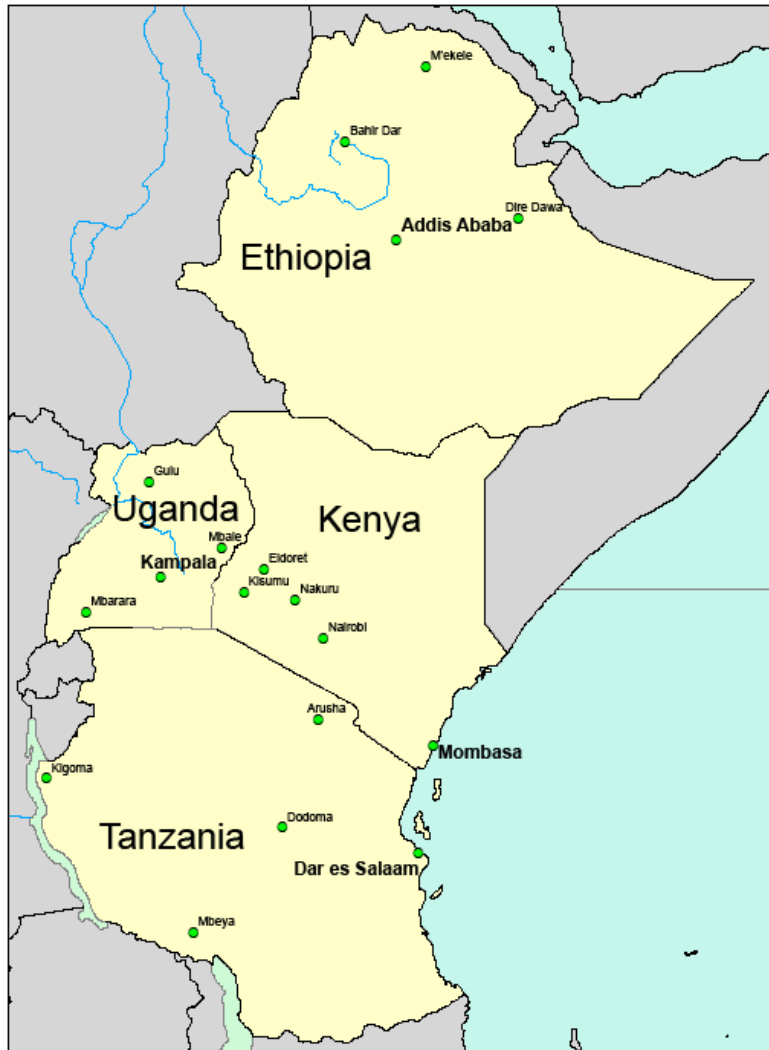 M'ekele
Bahir Dar
Dire Dawa
Addis Ababa
Ethiopia
Gulu
Uganda
Kenya
Mbale
Kampala
Eldoret
Kisumu
Nakuru
Mbarara
Nairobi
Arusha
Mombasa
Kigoma
Dodoma
Tanzania
Dar es Salaam
Mbeya